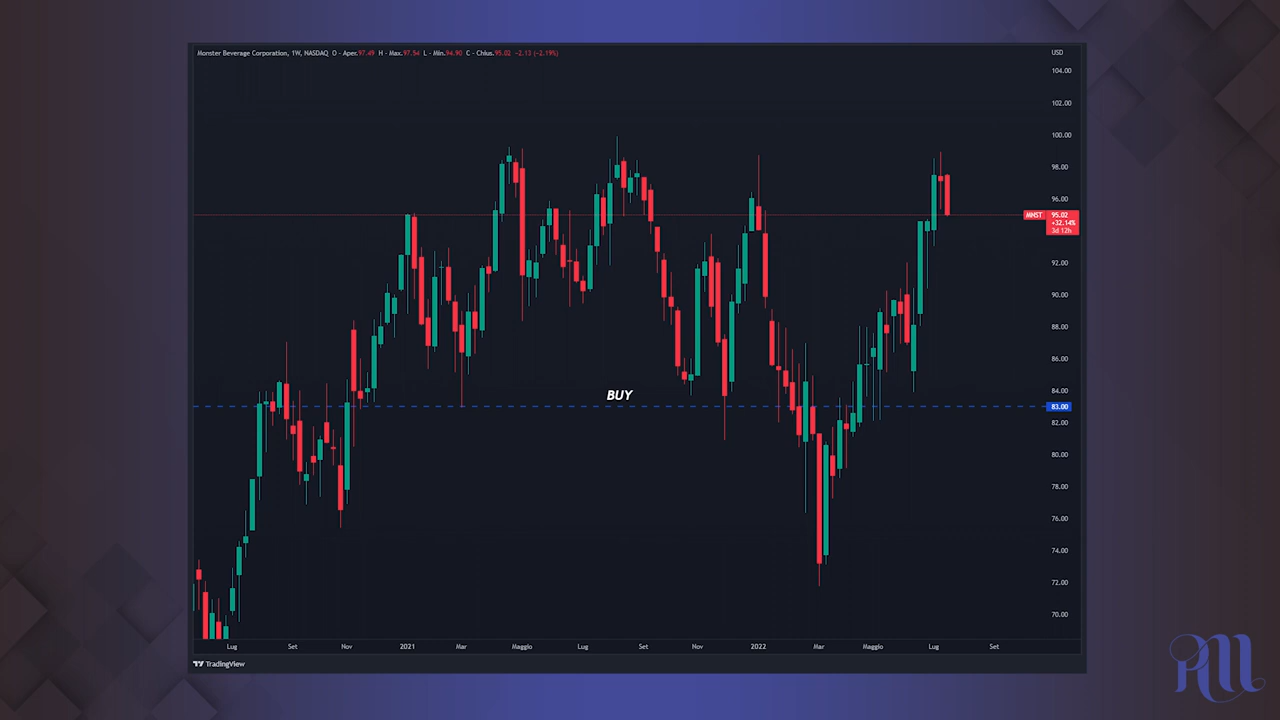 Monster Beverage Corporation, 1W, NASDAQ O - Aper.97.49 H - Max.97.54 L - Min.94.90 C - Chius.95.02 −2.13 (−2.19%)
USD
104.00
102.00
100.00
98.00
96.00
MNST 95.02
+32.14%
3d 12h
92.00
90.00
88.00
86.00
84.00
BUY
83.00
82.00
80.00
78.00
76.00
74.00
72.00
70.00
Lug Set Nov 2021 Mar Maggio Lug Set Nov 2022 Mar Maggio Lug Set
TradingView